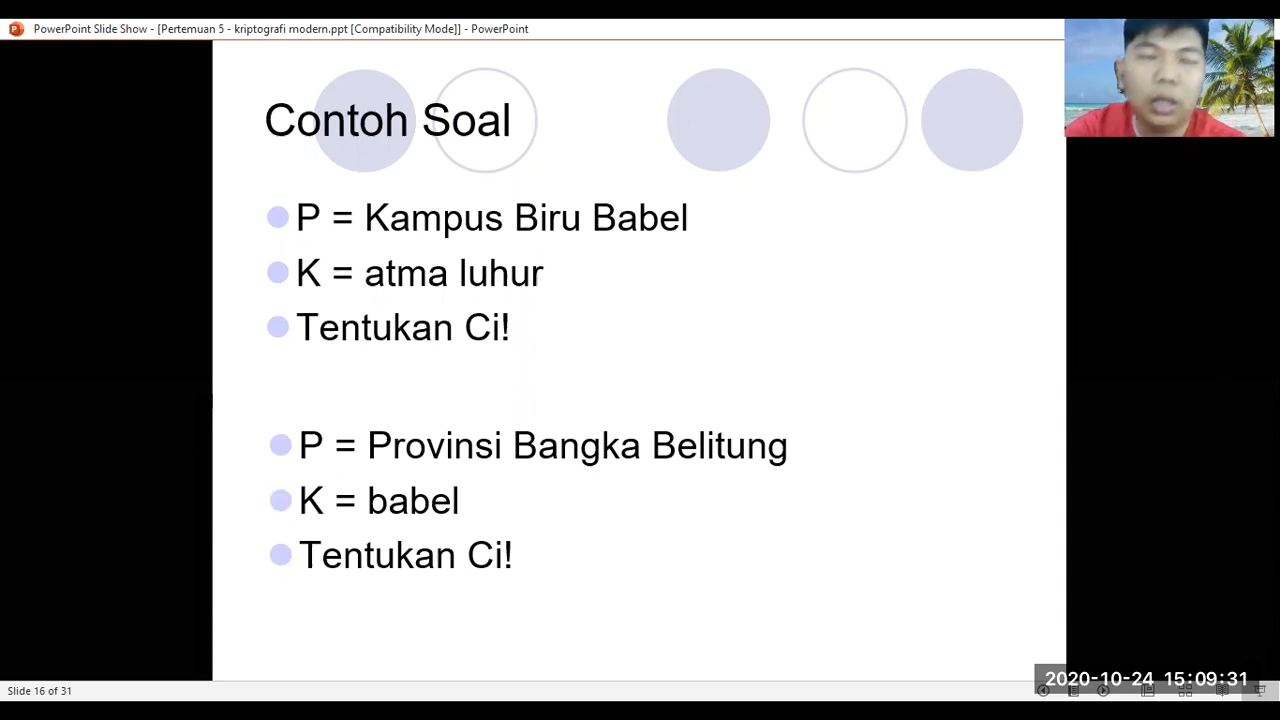 PowerPoint Slide Show - [Pertemuan 5 - kriptografi modern.ppt [Compatibility Mode]] - PowerPoint
Contoh Soal
P = Kampus Biru Babel
K = atma luhur
Tentukan Ci!
P = Provinsi Bangka Belitung
K = babel
Tentukan Ci!
2020-10-24 15:09:31
Slide 16 of 31